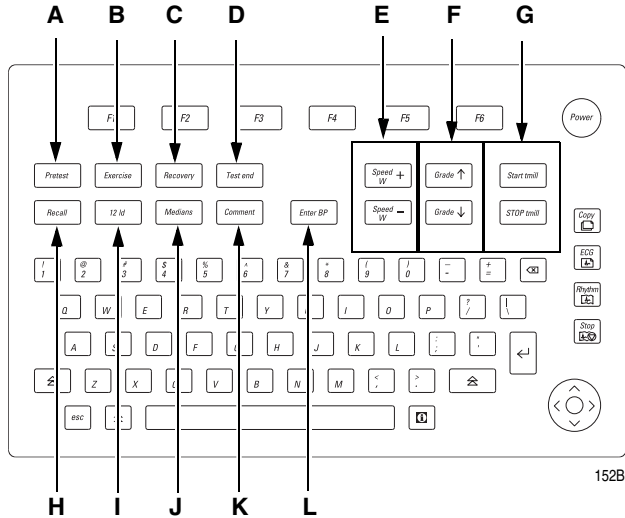 A B C D E F G
F1 F2 F3 F4 F5 F6 Power
Pretest Exercise Recovery Test end Speed W + Grade ↑ Start tmill
Recall 12 ld Medians Comment Enter BP Speed W – Grade ↓ STOP tmill
Copy
! 1 @ 2 # 3 $ 4 % 5 ^ 6 & 7 * 8 ( 9 ) 0 – - + =
ECG
Q W E R T Y I O P ? / | \
Rhythm
A S D F G H J K L : ; " '
Stop
Z X C V B N M < , > .
esc
152B
H I J K L